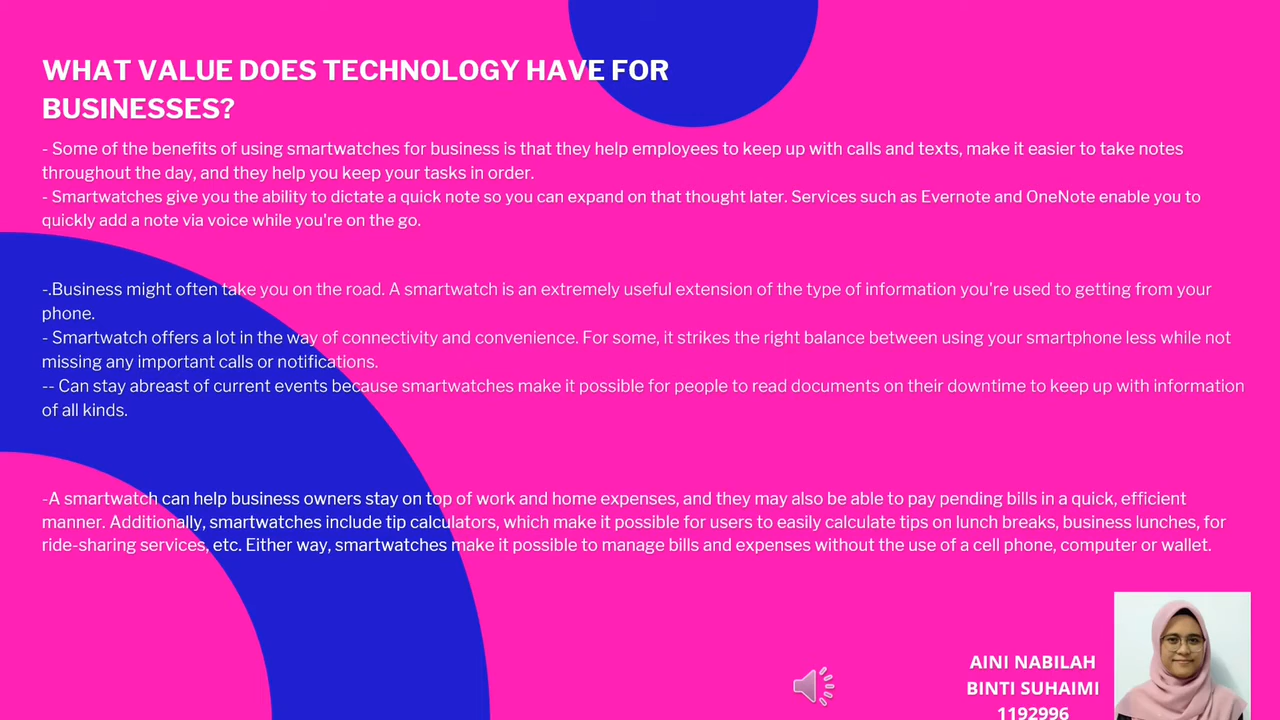 WHAT VALUE DOES TECHNOLOGY HAVE FOR
BUSINESSES?
- Some of the benefits of using smartwatches for business is that they help employees to keep up with calls and texts, make it easier to take notes
throughout the day, and they help you keep your tasks in order.
- Smartwatches give you the ability to dictate a quick note so you can expand on that thought later. Services such as Evernote and OneNote enable you to
quickly add a note via voice while you're on the go.
-.Business might often take you on the road. A smartwatch is an extremely useful extension of the type of information you're used to getting from your
phone.
- Smartwatch offers a lot in the way of connectivity and convenience. For some, it strikes the right balance between using your smartphone less while not
missing any important calls or notifications.
-- Can stay abreast of current events because smartwatches make it possible for people to read documents on their downtime to keep up with information
of all kinds.
-A smartwatch can help business owners stay on top of work and home expenses, and they may also be able to pay pending bills in a quick, efficient
manner. Additionally, smartwatches include tip calculators, which make it possible for users to easily calculate tips on lunch breaks, business lunches, for
ride-sharing services, etc. Either way, smartwatches make it possible to manage bills and expenses without the use of a cell phone, computer or wallet.
AINI NABILAH
BINTI SUHAIMI
1192996